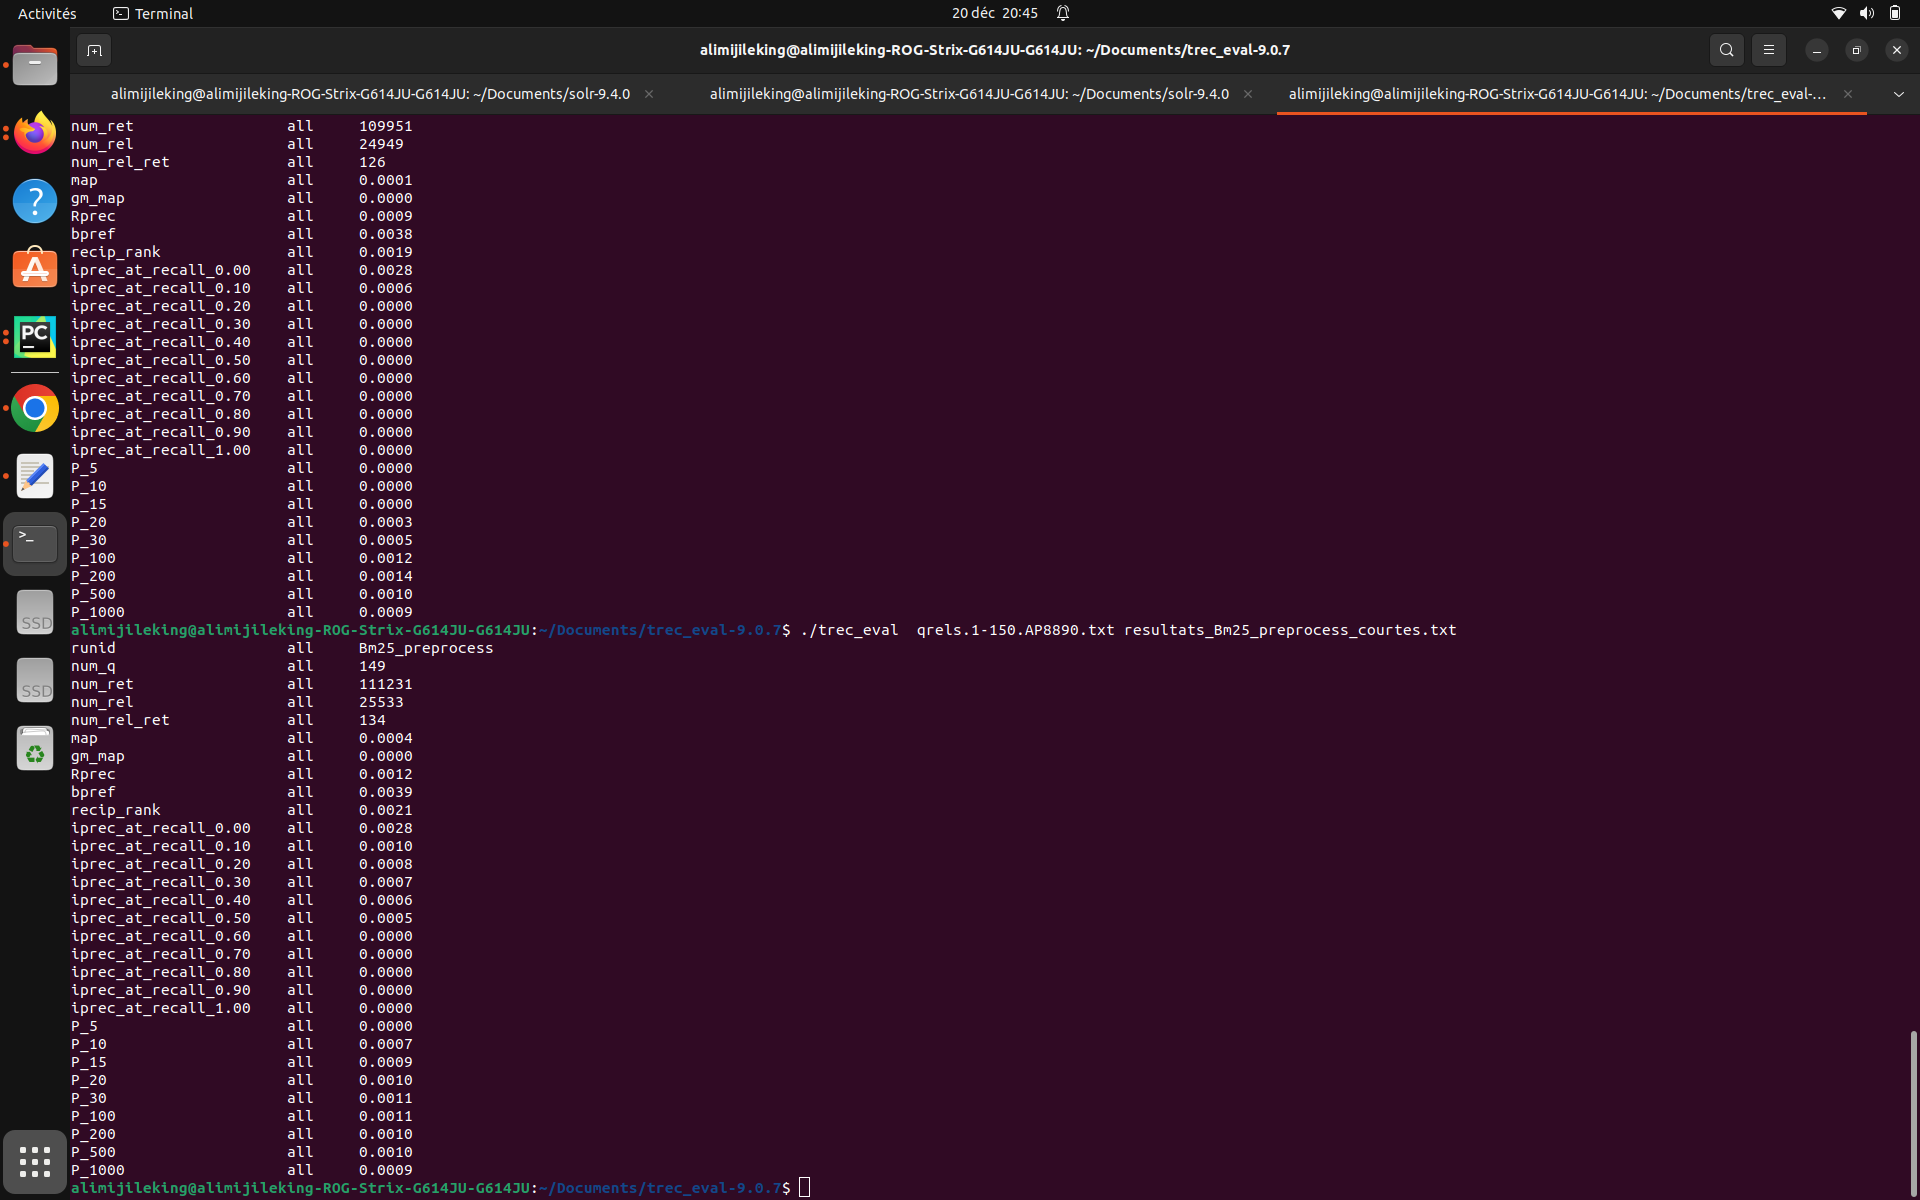 Activités Terminal 20 déc 20:45
alimijileking@alimijileking-ROG-Strix-G614JU-G614JU: ~/Documents/trec_eval-9.0.7
alimijileking@alimijileking-ROG-Strix-G614JU-G614JU: ~/Documents/solr-9.4.0 × alimijileking@alimijileking-ROG-Strix-G614JU-G614JU: ~/Documents/solr-9.4.0 × alimijileking@alimijileking-ROG-Strix-G614JU-G614JU: ~/Documents/trec_eval-... ×
num_ret all 109951
num_rel all 24949
num_rel_ret all 126
map all 0.0001
gm_map all 0.0000
Rprec all 0.0009
bpref all 0.0038
recip_rank all 0.0019
iprec_at_recall_0.00 all 0.0028
iprec_at_recall_0.10 all 0.0006
iprec_at_recall_0.20 all 0.0000
iprec_at_recall_0.30 all 0.0000
iprec_at_recall_0.40 all 0.0000
iprec_at_recall_0.50 all 0.0000
iprec_at_recall_0.60 all 0.0000
iprec_at_recall_0.70 all 0.0000
iprec_at_recall_0.80 all 0.0000
iprec_at_recall_0.90 all 0.0000
iprec_at_recall_1.00 all 0.0000
P_5 all 0.0000
P_10 all 0.0000
P_15 all 0.0000
P_20 all 0.0003
P_30 all 0.0005
P_100 all 0.0012
P_200 all 0.0014
P_500 all 0.0010
P_1000 all 0.0009
alimijileking@alimijileking-ROG-Strix-G614JU-G614JU:~/Documents/trec_eval-9.0.7$ ./trec_eval qrels.1-150.AP8890.txt resultats_Bm25_preprocess_courtes.txt
runid all Bm25_preprocess
num_q all 149
num_ret all 111231
num_rel all 25533
num_rel_ret all 134
map all 0.0004
gm_map all 0.0000
Rprec all 0.0012
bpref all 0.0039
recip_rank all 0.0021
iprec_at_recall_0.00 all 0.0028
iprec_at_recall_0.10 all 0.0010
iprec_at_recall_0.20 all 0.0008
iprec_at_recall_0.30 all 0.0007
iprec_at_recall_0.40 all 0.0006
iprec_at_recall_0.50 all 0.0005
iprec_at_recall_0.60 all 0.0000
iprec_at_recall_0.70 all 0.0000
iprec_at_recall_0.80 all 0.0000
iprec_at_recall_0.90 all 0.0000
iprec_at_recall_1.00 all 0.0000
P_5 all 0.0000
P_10 all 0.0007
P_15 all 0.0009
P_20 all 0.0010
P_30 all 0.0011
P_100 all 0.0011
P_200 all 0.0010
P_500 all 0.0010
P_1000 all 0.0009
alimijileking@alimijileking-ROG-Strix-G614JU-G614JU:~/Documents/trec_eval-9.0.7$
?
PC
>_
SSD
SSD